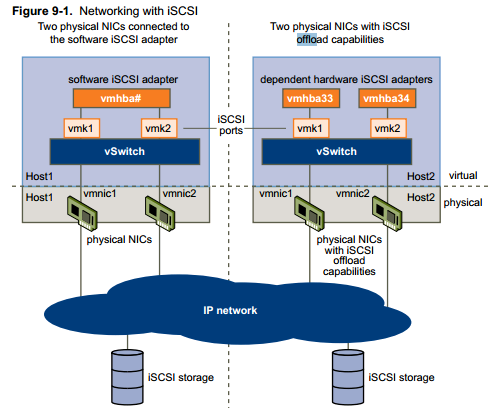 Figure 9-1. Networking with iSCSI
Two physical NICs connected to
the software iSCSI adapter
Two physical NICs with iSCSI
offload capabilities
software iSCSI adapter
vmhba#
vmk1
vmk2
vSwitch
Host1
dependent hardware iSCSI adapters
vmhba33
vmhba34
iSCSI
ports
vmk1
vmk2
vSwitch
Host2
virtual
Host1
vmnic1
vmnic2
physical NICs
vmnic1
vmnic2
Host2
physical
physical NICs
with iSCSI
offload
capabilities
IP network
iSCSI storage
iSCSI storage